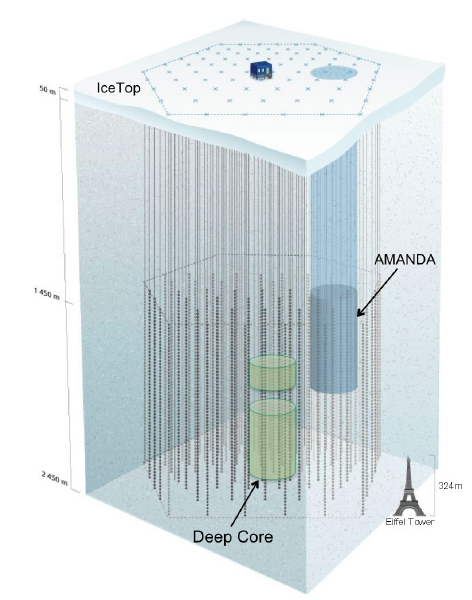 IceTop
50 m
AMANDA
1 450 m
2 450 m
324 m
Eiffel Tower
Deep Core